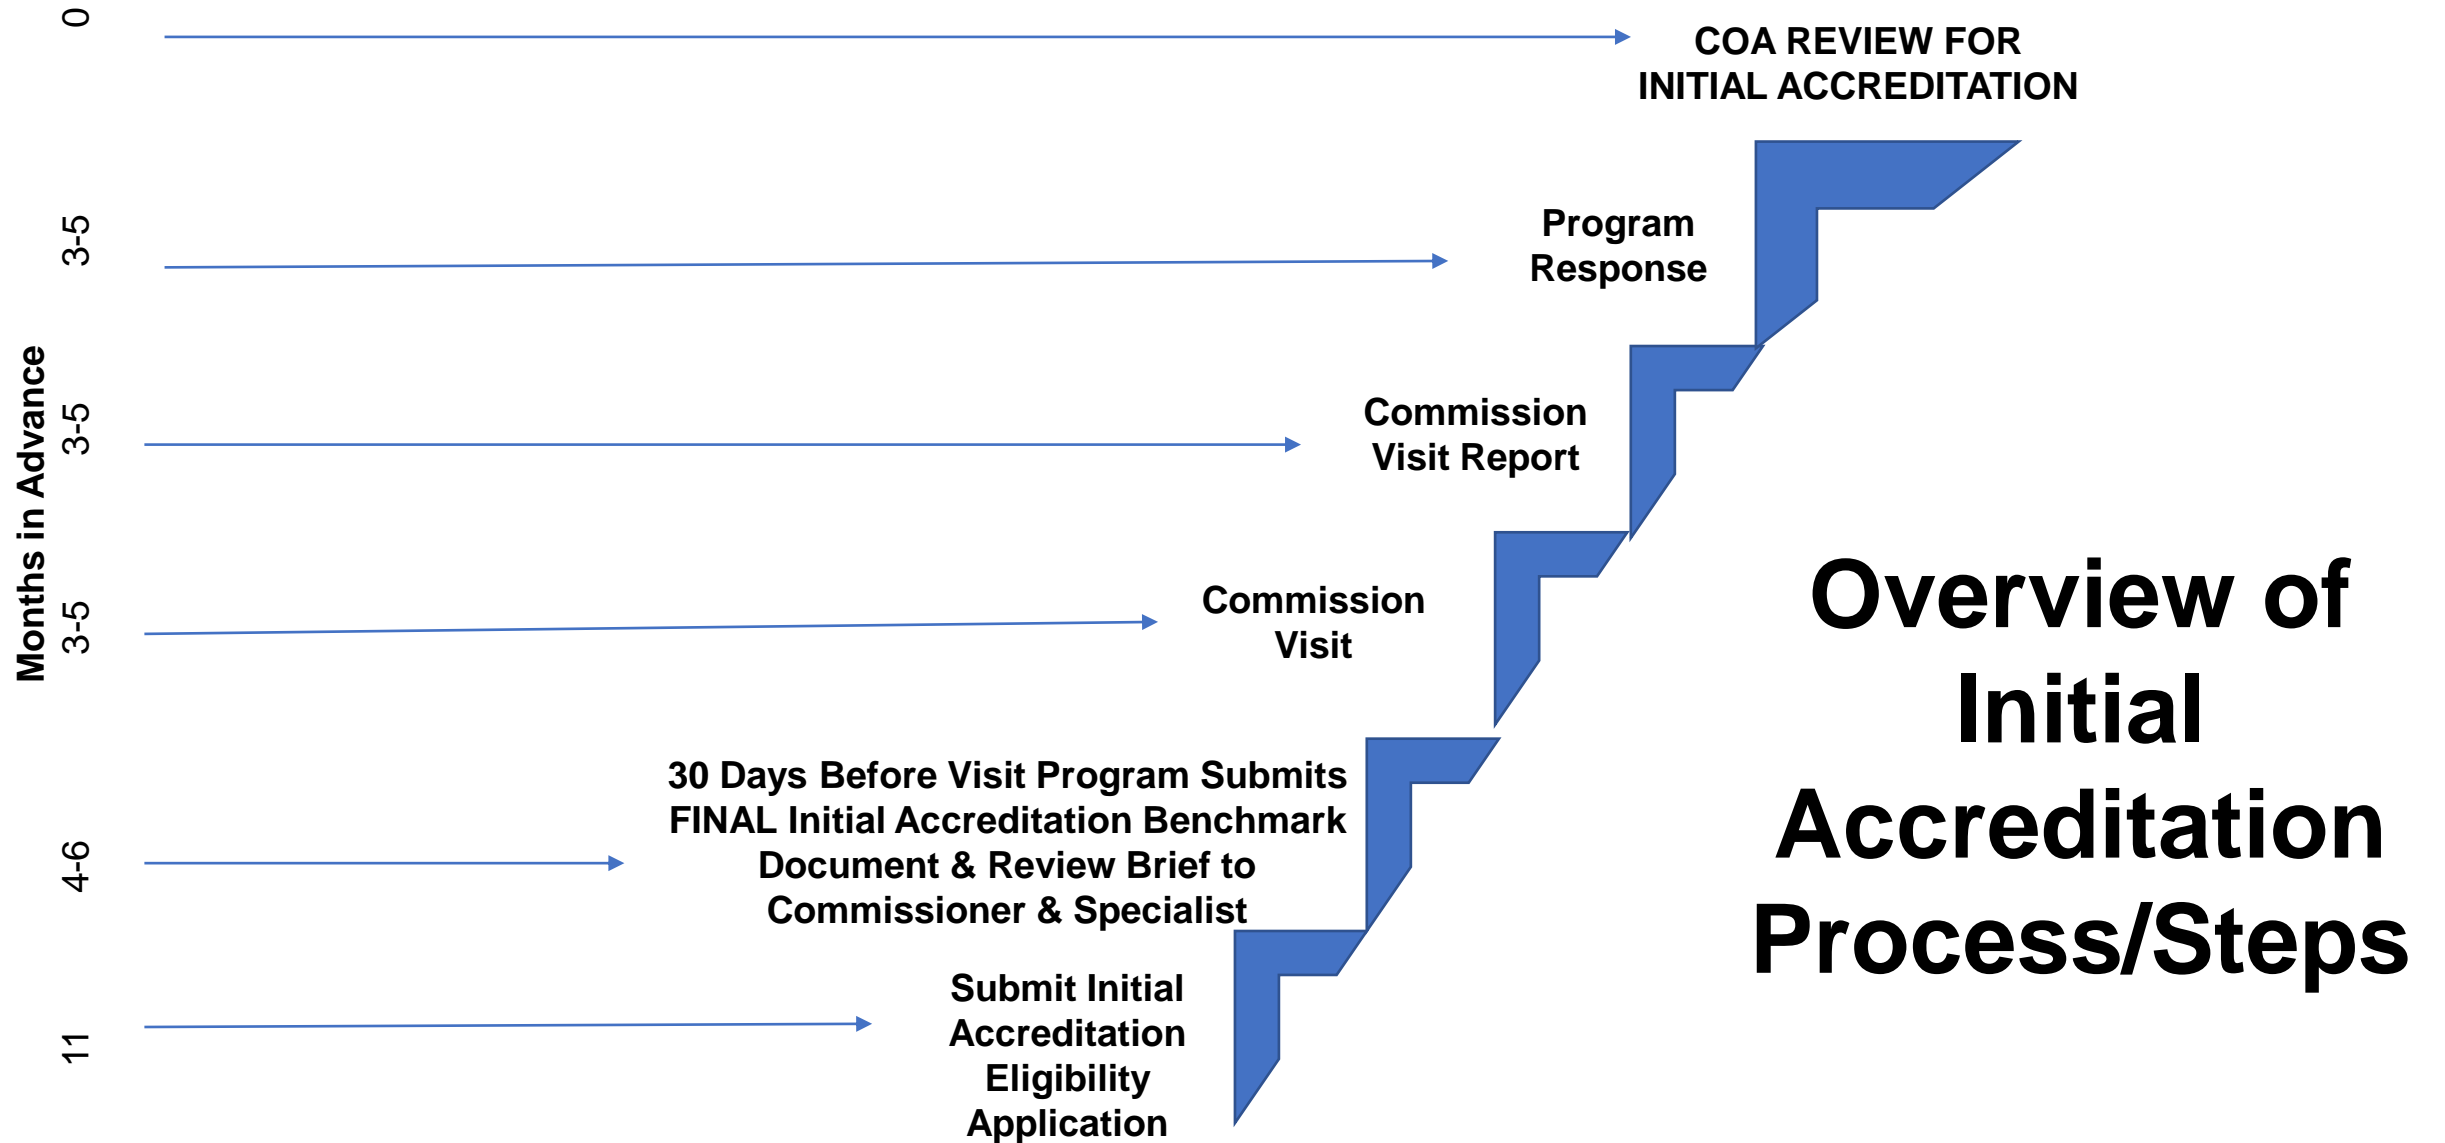 0
COA REVIEW FOR
INITIAL ACCREDITATION
3-5
Program
Response
Months in Advance
3-5
Commission
Visit Report
3-5
Commission
Visit
4-6
30 Days Before Visit Program Submits
FINAL Initial Accreditation Benchmark
Document & Review Brief to
Commissioner & Specialist
11
Submit Initial
Accreditation
Eligibility
Application
Overview of
Initial
Accreditation
Process/Steps